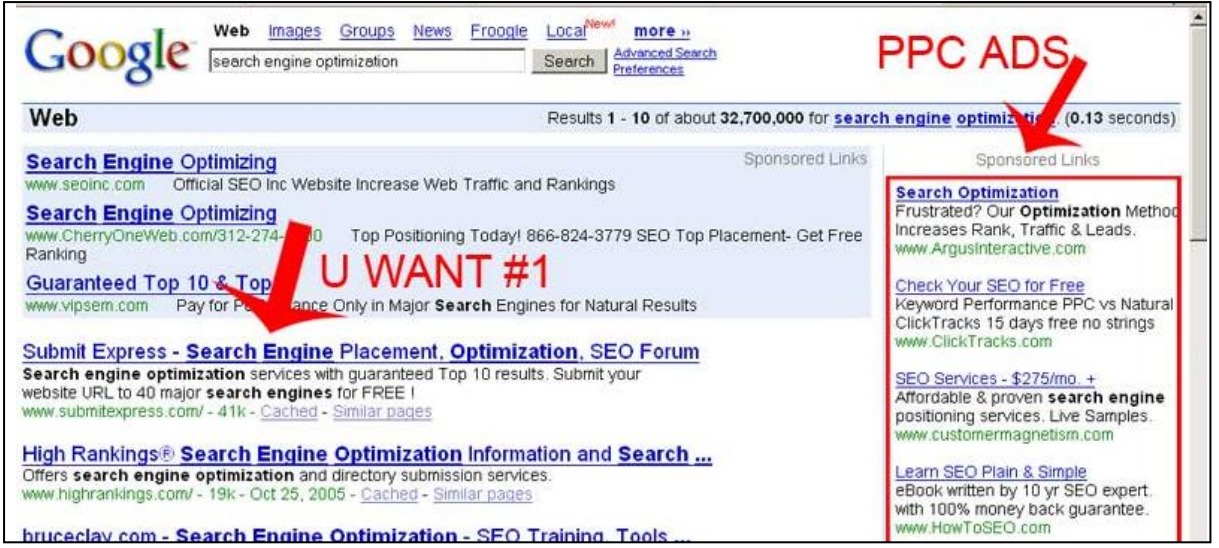 Google
Web Images Groups News Froogle Local New! more »
search engine optimization Search Advanced Search
Preferences
PPC ADS
Web Results 1 - 10 of about 32,700,000 for search engine optimization. (0.13 seconds)
Sponsored Links
Search Engine Optimizing
www.seoinc.com Official SEO Inc Website Increase Web Traffic and Rankings
Search Engine Optimizing
www.CherryOneWeb.com/312-274- Top Positioning Today! 866-824-3779 SEO Top Placement- Get Free
Ranking
Guaranteed Top 10 & Top
www.vipsem.com Pay for Performance Only in Major Search Engines for Natural Results
U WANT #1
Submit Express - Search Engine Placement, Optimization, SEO Forum
Search engine optimization services with guaranteed Top 10 results. Submit your
website URL to 40 major search engines for FREE !
www.submitexpress.com/ - 41k - Cached - Similar pages
High Rankings® Search Engine Optimization Information and Search ...
Offers search engine optimization and directory submission services.
www.highrankings.com/ - 19k - Oct 25, 2005 - Cached - Similar pages
bruceclay.com - Search Engine Optimization - SEO Training, Tools ...
Sponsored Links
Search Optimization
Frustrated? Our Optimization Method
Increases Rank, Traffic & Leads.
www.ArgusInteractive.com
Check Your SEO for Free
Keyword Performance PPC vs Natural
ClickTracks 15 days free no strings
www.ClickTracks.com
SEO Services - $275/mo. +
Affordable & proven search engine
positioning services. Live Samples.
www.customermagnetism.com
Learn SEO Plain & Simple
eBook written by 10 yr SEO expert.
with 100% money back guarantee.
www.HowToSEO.com